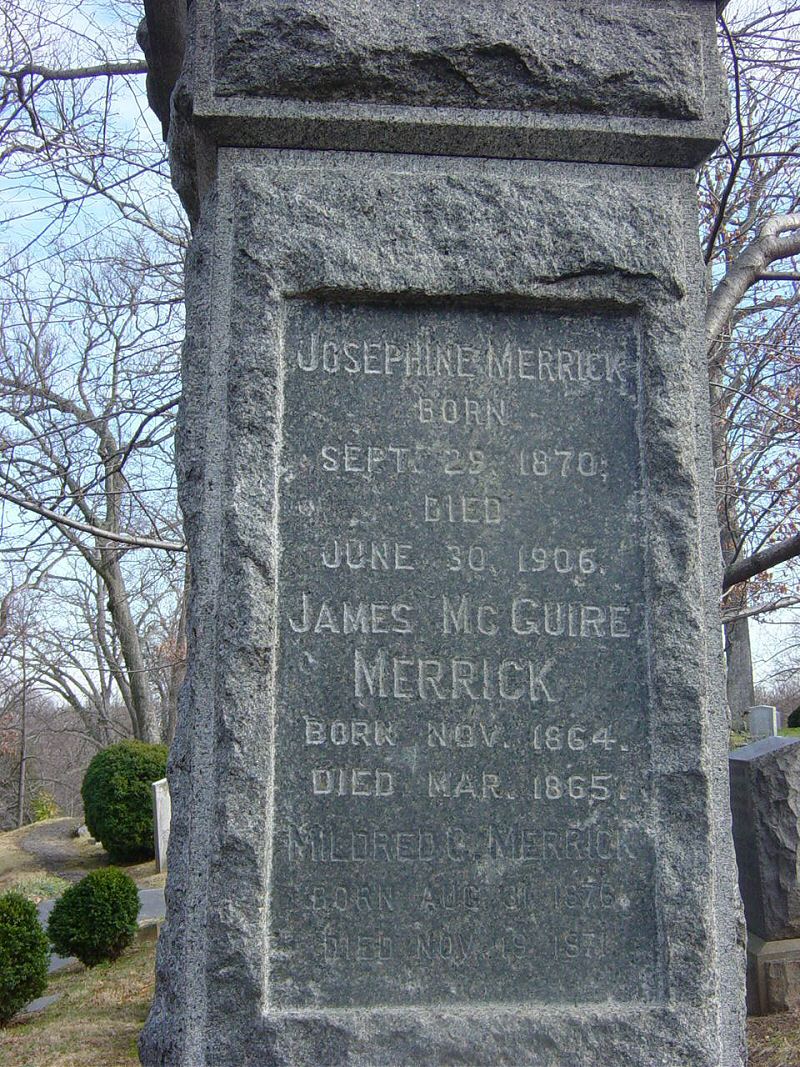 JOSEPHINE MERRICK
BORN
SEPT. 29. 1870.
DIED
JUNE 30. 1906.
JAMES MCGUIRE
MERRICK
BORN NOV. 1864.
DIED MAR. 1865.
MILDRED C. MERRICK
BORN AUG. 31. 1876.
DIED NOV. 19. 1971.